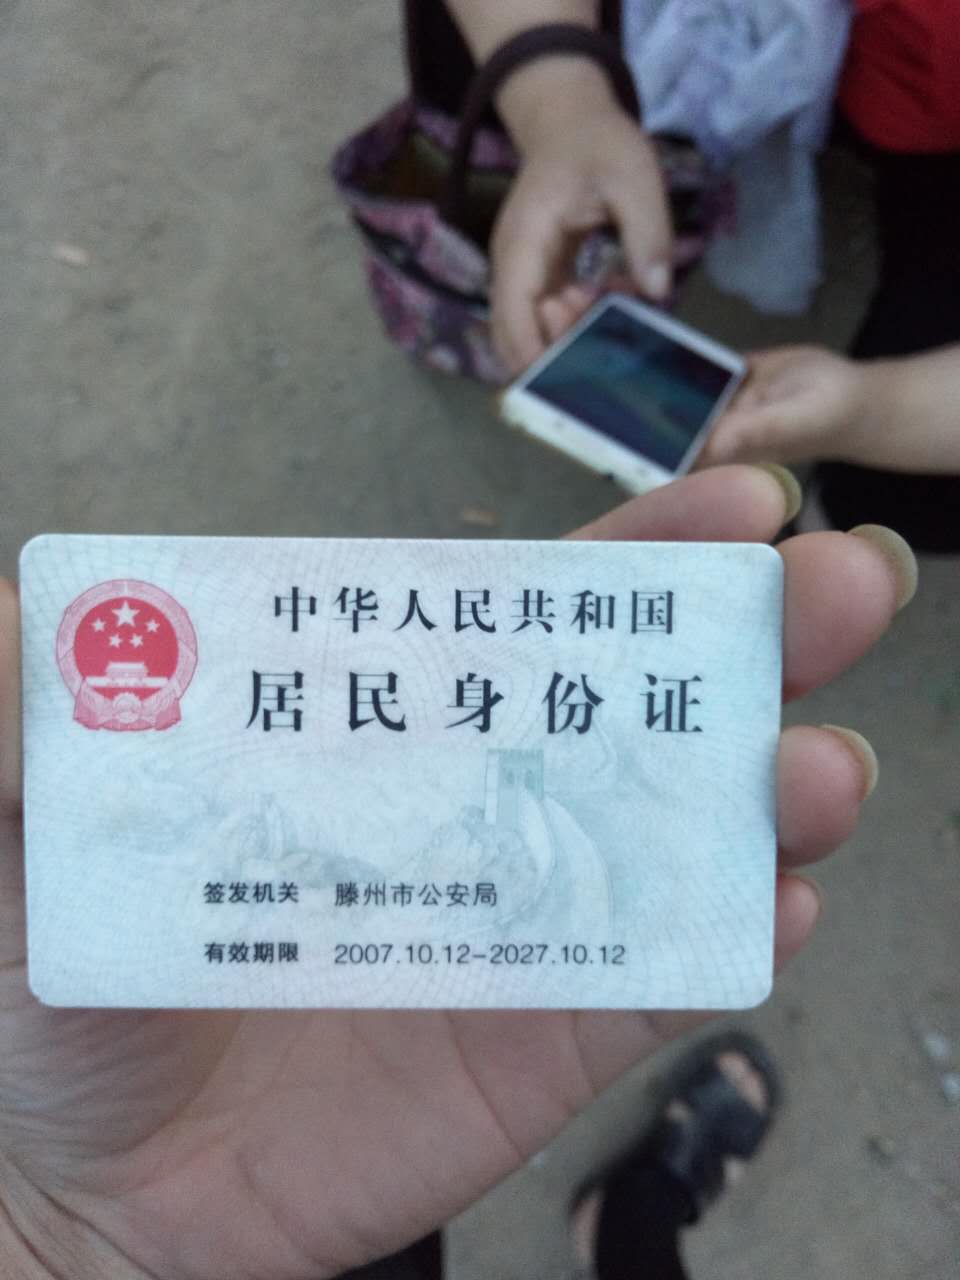 中华人民共和国
居民身份证
签发机关 滕州市公安局
有效期限 2007.10.12-2027.10.12